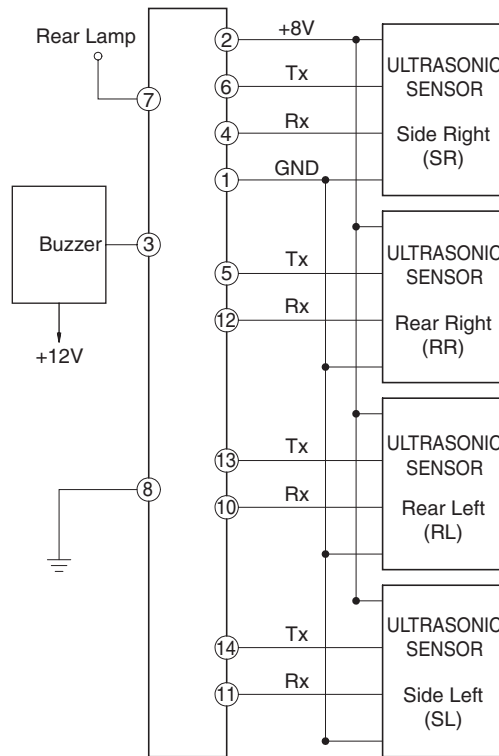 Rear Lamp
7
Buzzer
3
+12V
8
2
+8V
6
Tx
4
Rx
1
GND
ULTRASONIC
SENSOR
Side Right
(SR)
5
Tx
12
Rx
ULTRASONIC
SENSOR
Rear Right
(RR)
13
Tx
10
Rx
ULTRASONIC
SENSOR
Rear Left
(RL)
14
Tx
11
Rx
ULTRASONIC
SENSOR
Side Left
(SL)